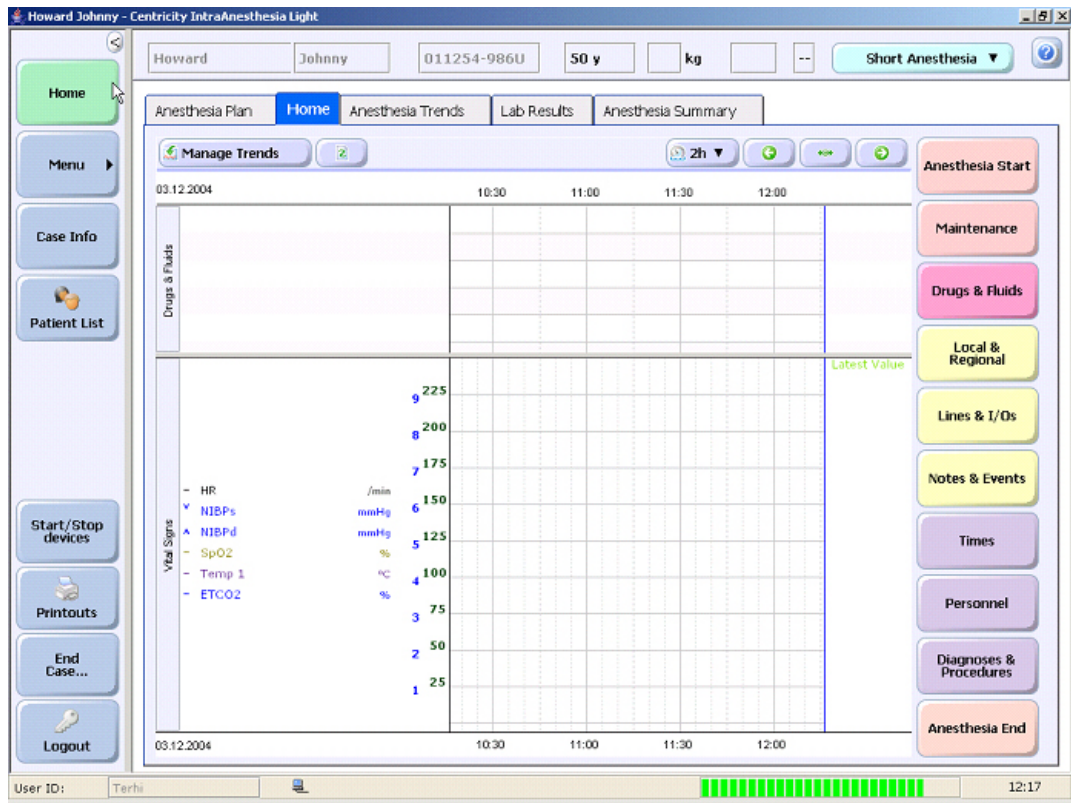 Howard Johnny - Centricity IntraAnesthesia Light
Howard Johnny 011254-986U 50 y kg -- Short Anesthesia ▼
Home
Menu
Case Info
Patient List
Start/Stop
devices
Printouts
End
Case...
Logout
Anesthesia Plan Home Anesthesia Trends Lab Results Anesthesia Summary
Manage Trends 2h ▼
03.12.2004 10:30 11:00 11:30 12:00
Drugs & Fluids
Latest Value
9 225
8 200
7 175
6 150
5 125
4 100
3 75
2 50
1 25
Vital Signs
HR /min
NIBPs mmHg
NIBPd mmHg
SpO2 %
Temp 1 °C
ETCO2 %
03.12.2004 10:30 11:00 11:30 12:00
Anesthesia Start
Maintenance
Drugs & Fluids
Local &
Regional
Lines & I/Os
Notes & Events
Times
Personnel
Diagnoses &
Procedures
Anesthesia End
User ID: Terhi 12:17